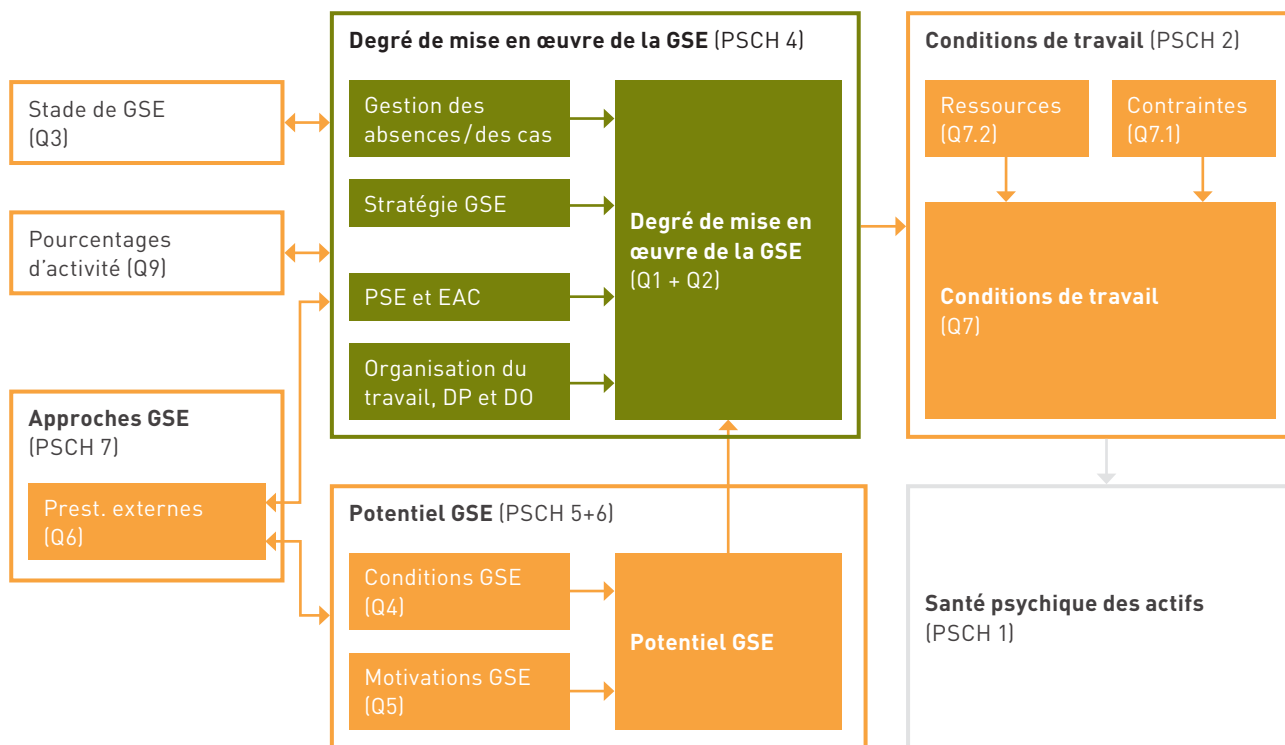 Stade de GSE
(Q3)
Pourcentages
d’activité (Q9)
Approches GSE
(PSCH 7)
Prest. externes
(Q6)
Degré de mise en œuvre de la GSE (PSCH 4)
Gestion des
absences/des cas
Stratégie GSE
PSE et EAC
Organisation du
travail, DP et DO
Degré de mise en
œuvre de la GSE
(Q1 + Q2)
Potentiel GSE (PSCH 5+6)
Conditions GSE
(Q4)
Motivations GSE
(Q5)
Potentiel GSE
Conditions de travail (PSCH 2)
Ressources
(Q7.2)
Contraintes
(Q7.1)
Conditions de travail
(Q7)
Santé psychique des actifs
(PSCH 1)